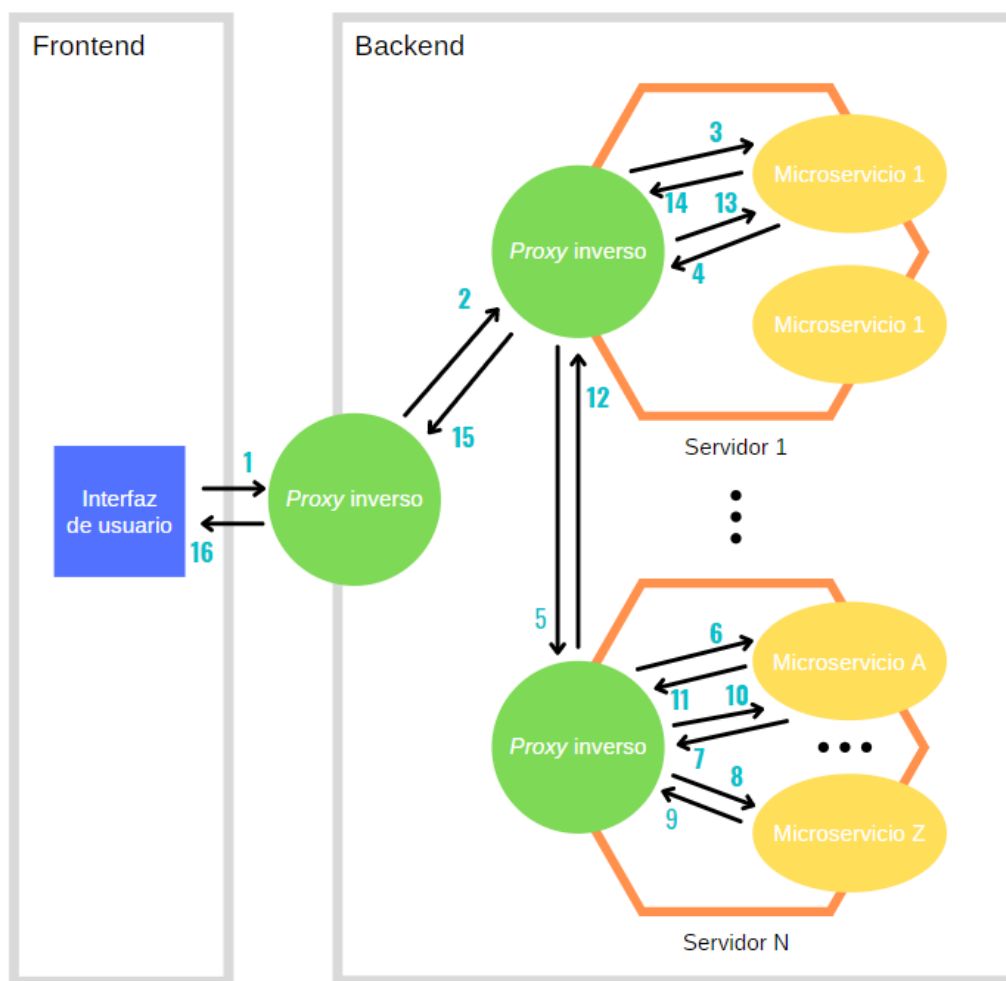 Frontend
Backend
3
Microservicio 1
14
13
Proxy inverso
4
2
Microservicio 1
12
15
Servidor 1
1
Interfaz
de usuario
Proxy inverso
16
5
6
Microservicio A
11
10
Proxy inverso
7
8
9
Microservicio Z
Servidor N